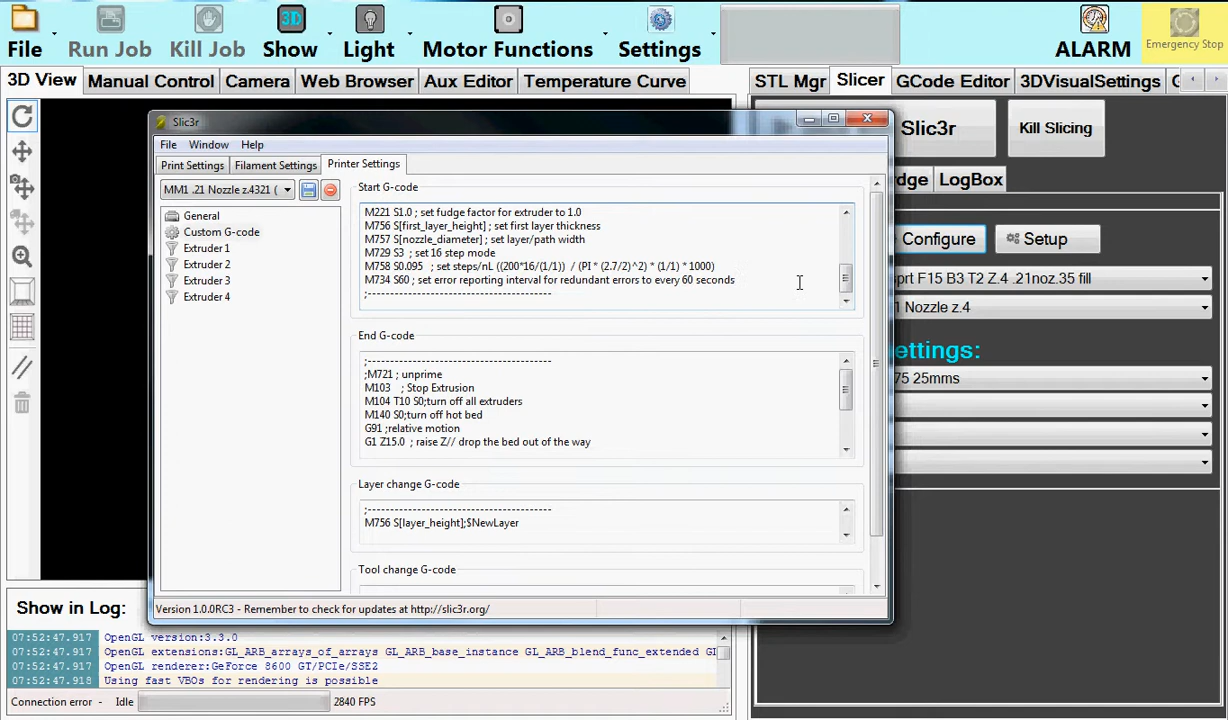 File
Run Job
Kill Job
3D
Show
Light
Motor Functions
Settings
ALARM
Emergency Stop
3D View
Manual Control
Camera
Web Browser
Aux Editor
Temperature Curve
STL Mgr
Slicer
GCode Editor
3DVisualSettings
Slic3r
File Window Help
Print Settings
Filament Settings
Printer Settings
MM1 .21 Nozzle z.4321 (
General
Custom G-code
Extruder 1
Extruder 2
Extruder 3
Extruder 4
Start G-code
M221 S1.0 ; set fudge factor for extruder to 1.0
M756 S[first_layer_height] ; set first layer thickness
M757 S[nozzle_diameter] ; set layer/path width
M729 S3 ; set 16 step mode
M758 S0.095 ; set steps/nL ((200*16/(1/1)) / (PI * (2.7/2)^2) * (1/1) * 1000)
M734 S60 ; set error reporting interval for redundant errors to every 60 seconds
;----------------------------------------
End G-code
;----------------------------------------
;M721 ; unprime
M103 ; Stop Extrusion
M104 T10 S0;turn off all extruders
M140 S0;turn off hot bed
G91 ;relative motion
G1 Z15.0 ; raise Z// drop the bed out of the way
Layer change G-code
;----------------------------------------
M756 S[layer_height];$NewLayer
Tool change G-code
Version 1.0.0RC3 - Remember to check for updates at http://slic3r.org/
Slic3r
Kill Slicing
dge
LogBox
Configure
Setup
sprt F15 B3 T2 Z.4 .21noz.35 fill
1 Nozzle z.4
ettings:
75 25mms
Show in Log:
07:52:47.917 OpenGL version:3.3.0
07:52:47.917 OpenGL extensions:GL_ARB_arrays_of_arrays GL_ARB_base_instance GL_ARB_blend_func_extended GL
07:52:47.917 OpenGL renderer:GeForce 8600 GT/PCIe/SSE2
07:52:47.918 Using fast VBOs for rendering is possible
Connection error - Idle
2840 FPS